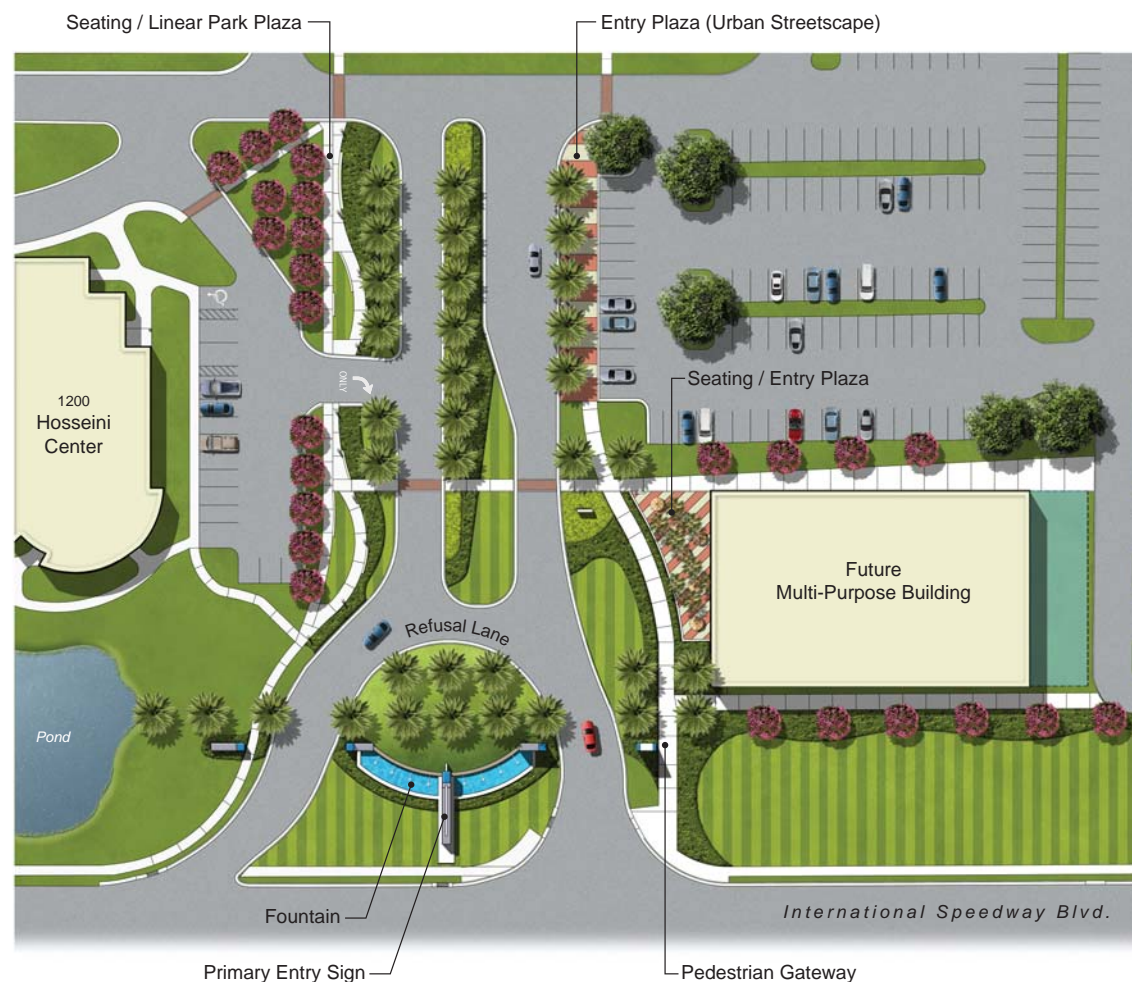 Seating / Linear Park Plaza
Entry Plaza (Urban Streetscape)
ONLY
Seating / Entry Plaza
1200
Hosseini
Center
Future
Multi-Purpose Building
Refusal Lane
Pond
Fountain
International Speedway Blvd.
Primary Entry Sign
Pedestrian Gateway